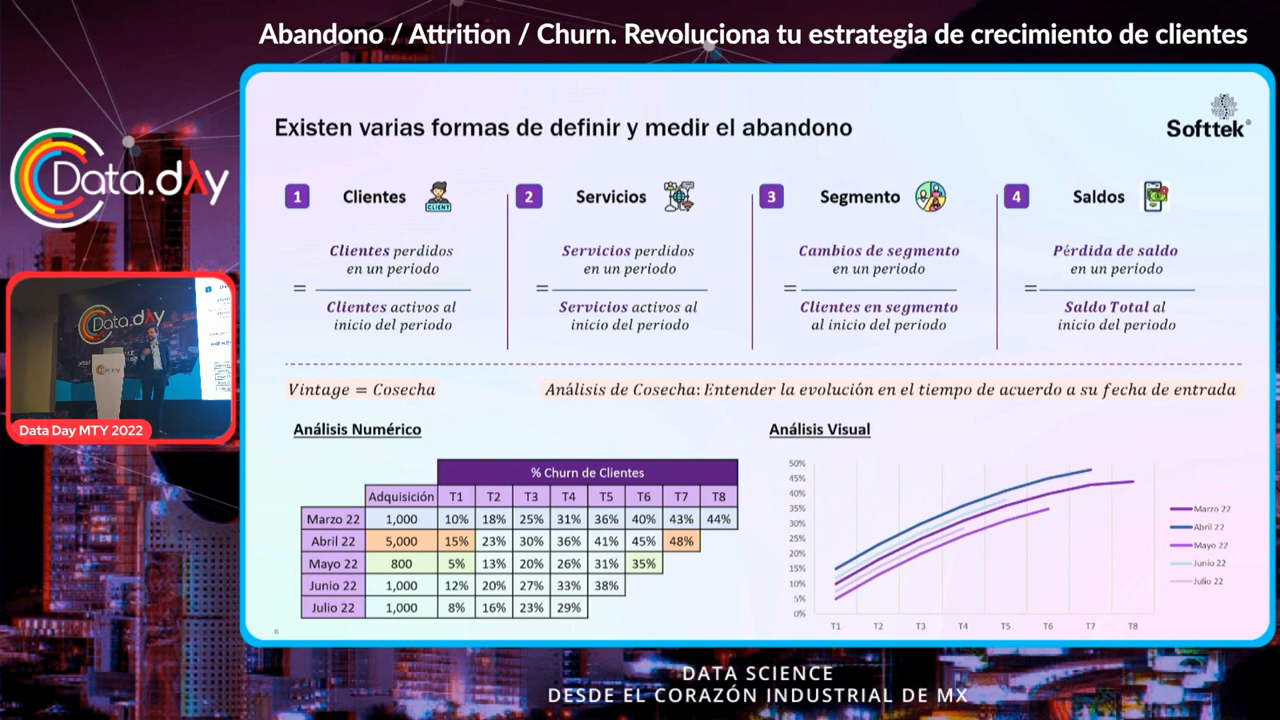 Abandono / Attrition / Churn. Revoluciona tu estrategia de crecimiento de clientes
Data.day
Data.day
Data Day MTY 2022
Existen varias formas de definir y medir el abandono
Softtek®
1 Clientes
CLIENT
Clientes perdidos
en un periodo
=
Clientes activos al
inicio del periodo
2 Servicios
Servicios perdidos
en un periodo
=
Servicios activos al
inicio del periodo
3 Segmento
Cambios de segmento
en un periodo
=
Clientes en segmento
al inicio del periodo
4 Saldos
Pérdida de saldo
en un periodo
=
Saldo Total al
inicio del periodo
Vintage = Cosecha
Análisis de Cosecha: Entender la evolución en el tiempo de acuerdo a su fecha de entrada
Análisis Numérico
% Churn de Clientes
Adquisición T1 T2 T3 T4 T5 T6 T7 T8
Marzo 22 1,000 10% 18% 25% 31% 36% 40% 43% 44%
Abril 22 5,000 15% 23% 30% 36% 41% 45% 48%
Mayo 22 800 5% 13% 20% 26% 31% 35%
Junio 22 1,000 12% 20% 27% 33% 38%
Julio 22 1,000 8% 16% 23% 29%
Análisis Visual
50%
45%
40%
35%
30%
25%
20%
15%
10%
5%
0%
T1 T2 T3 T4 T5 T6 T7 T8
Marzo 22
Abril 22
Mayo 22
Junio 22
Julio 22
DATA SCIENCE
DESDE EL CORAZÓN INDUSTRIAL DE MX